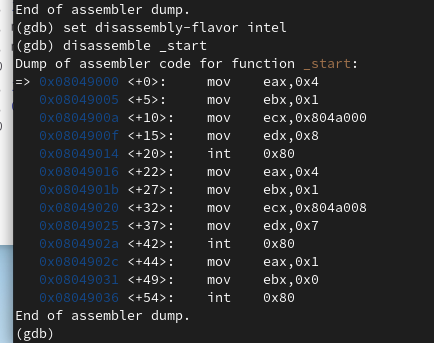 End of assembler dump.
(gdb) set disassembly-flavor intel
(gdb) disassemble _start
Dump of assembler code for function _start:
=> 0x08049000 <+0>:     mov    eax,0x4
   0x08049005 <+5>:     mov    ebx,0x1
   0x0804900a <+10>:    mov    ecx,0x804a000
   0x0804900f <+15>:    mov    edx,0x8
   0x08049014 <+20>:    int    0x80
   0x08049016 <+22>:    mov    eax,0x4
   0x0804901b <+27>:    mov    ebx,0x1
   0x08049020 <+32>:    mov    ecx,0x804a008
   0x08049025 <+37>:    mov    edx,0x7
   0x0804902a <+42>:    int    0x80
   0x0804902c <+44>:    mov    eax,0x1
   0x08049031 <+49>:    mov    ebx,0x0
   0x08049036 <+54>:    int    0x80
End of assembler dump.
(gdb)